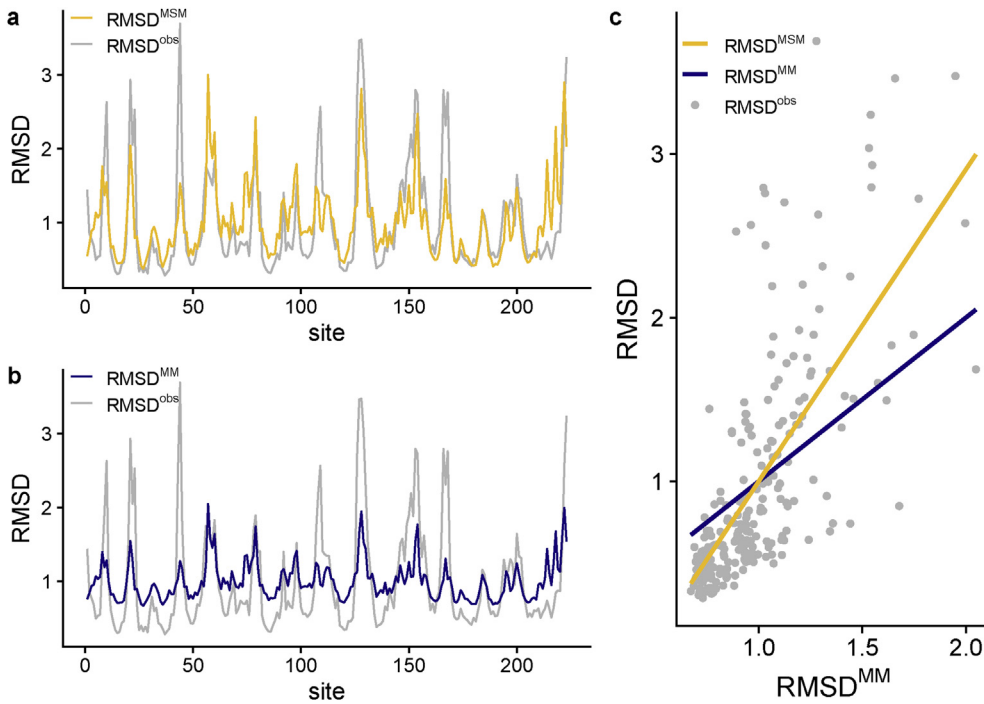 a
RMSD^MSM
RMSD^obs
RMSD
3
2
1
0 50 100 150 200
site
b
RMSD^MM
RMSD^obs
RMSD
3
2
1
0 50 100 150 200
site
c
RMSD^MSM
RMSD^MM
RMSD^obs
RMSD
3
2
1
1.0 1.5 2.0
RMSD^MM